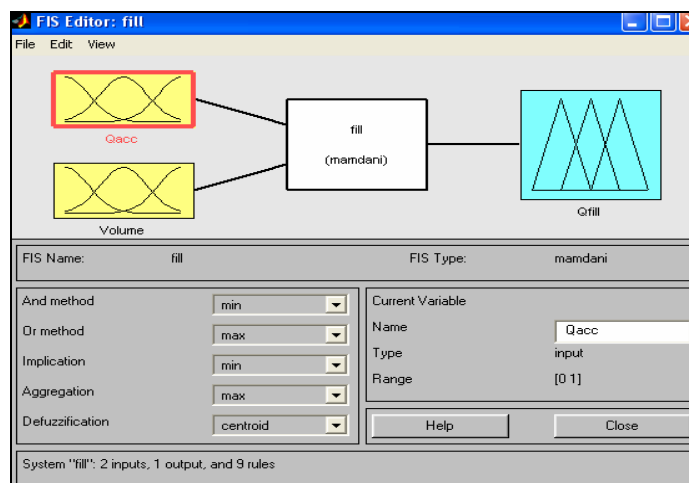 FIS Editor: fill
File Edit View
Qacc
fill
(mamdani)
Volume
Qfill
FIS Name: fill FIS Type: mamdani
And method min
Or method max
Implication min
Aggregation max
Defuzzification centroid
Current Variable
Name Qacc
Type input
Range [0 1]
Help Close
System "fill": 2 inputs, 1 output, and 9 rules